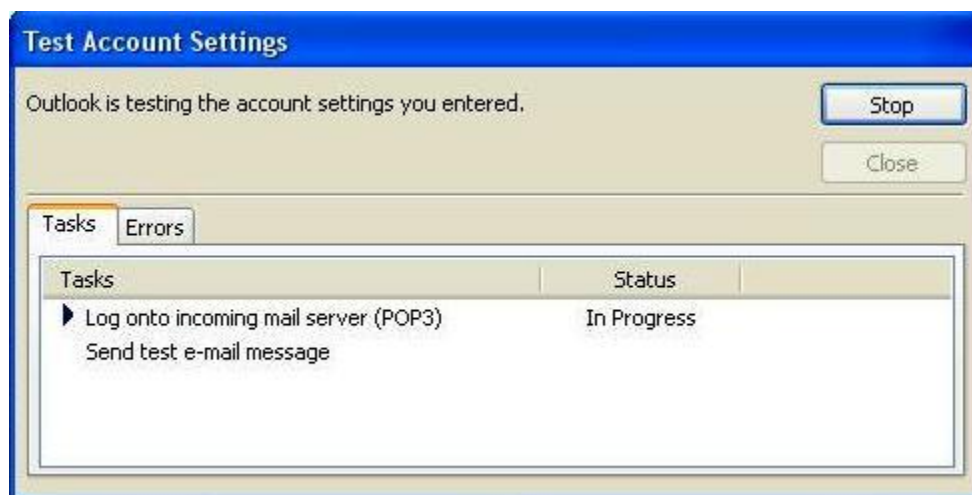 Test Account Settings
Outlook is testing the account settings you entered.
Stop
Close
Tasks Errors
Tasks Status
Log onto incoming mail server (POP3) In Progress
Send test e-mail message